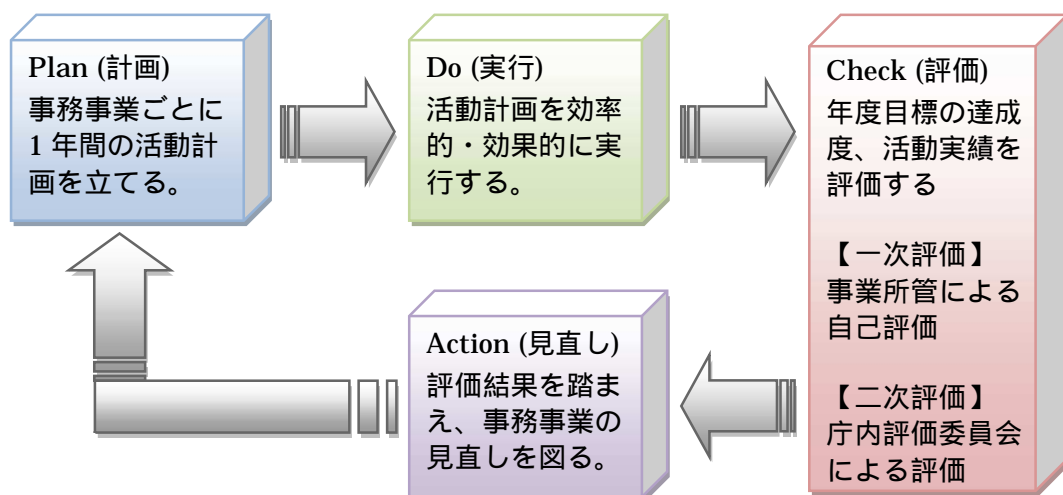 Plan (計画)
事務事業ごとに
1 年間の活動計
画を立てる。
Do (実行)
活動計画を効率
的・効果的に実
行する。
Check (評価)
年度目標の達成
度、活動実績を
評価する
【一次評価】
事業所管による
自己評価
【二次評価】
庁内評価委員会
による評価
Action (見直し)
評価結果を踏ま
え、事務事業の
見直しを図る。